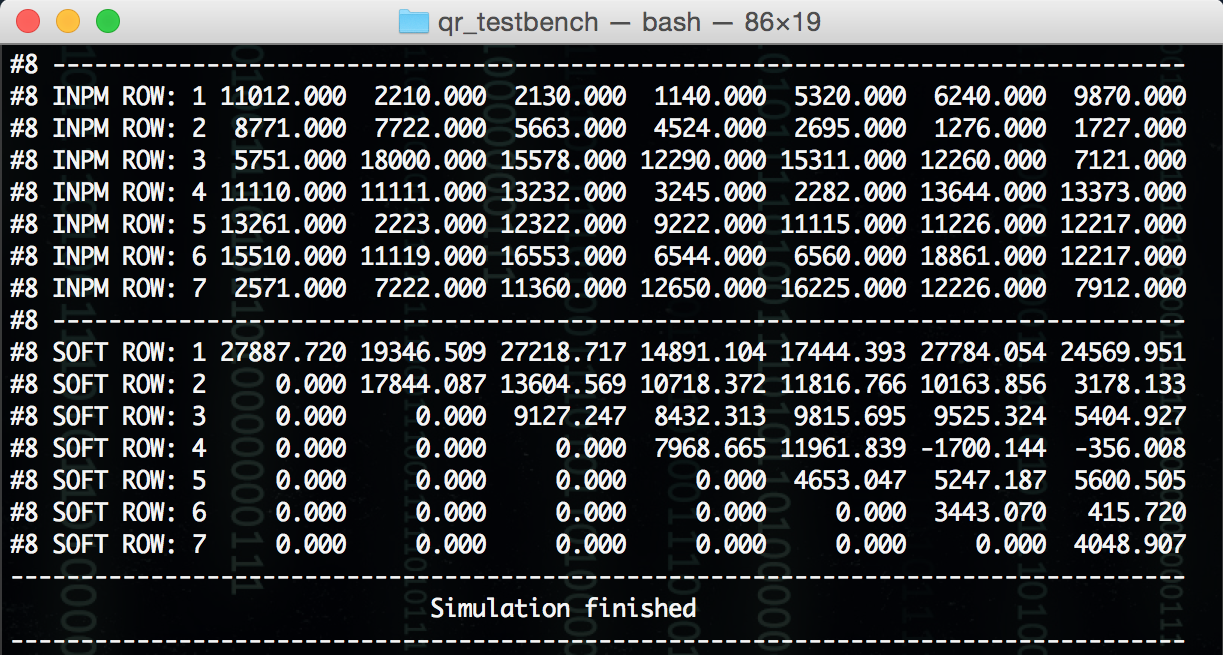 qr_testbench — bash — 86×19
#8 ------------------------------------------------------------------------------------
#8 INPM ROW: 1 11012.000 2210.000 2130.000 1140.000 5320.000 6240.000 9870.000
#8 INPM ROW: 2 8771.000 7722.000 5663.000 4524.000 2695.000 1276.000 1727.000
#8 INPM ROW: 3 5751.000 18000.000 15578.000 12290.000 15311.000 12260.000 7121.000
#8 INPM ROW: 4 11110.000 11111.000 13232.000 3245.000 2282.000 13644.000 13373.000
#8 INPM ROW: 5 13261.000 2223.000 12322.000 9222.000 11115.000 11226.000 12217.000
#8 INPM ROW: 6 15510.000 11119.000 16553.000 6544.000 6560.000 18861.000 12217.000
#8 INPM ROW: 7 2571.000 7222.000 11360.000 12650.000 16225.000 12226.000 7912.000
#8 ------------------------------------------------------------------------------------
#8 SOFT ROW: 1 27887.720 19346.509 27218.717 14891.104 17444.393 27784.054 24569.951
#8 SOFT ROW: 2 0.000 17844.087 13604.569 10718.372 11816.766 10163.856 3178.133
#8 SOFT ROW: 3 0.000 0.000 9127.247 8432.313 9815.695 9525.324 5404.927
#8 SOFT ROW: 4 0.000 0.000 0.000 7968.665 11961.839 -1700.144 -356.008
#8 SOFT ROW: 5 0.000 0.000 0.000 0.000 4653.047 5247.187 5600.505
#8 SOFT ROW: 6 0.000 0.000 0.000 0.000 0.000 3443.070 415.720
#8 SOFT ROW: 7 0.000 0.000 0.000 0.000 0.000 0.000 4048.907
------------------------------------------------------------------------------------
Simulation finished
------------------------------------------------------------------------------------